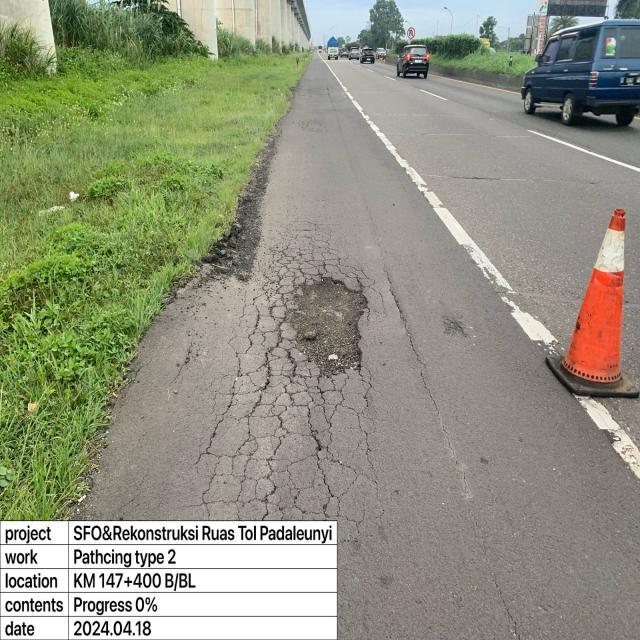 project SFO&Rekonstruksi Ruas Tol Padaleunyi
work Pathcing type 2
location KM 147+400 B/BL
contents Progress 0%
date 2024.04.18